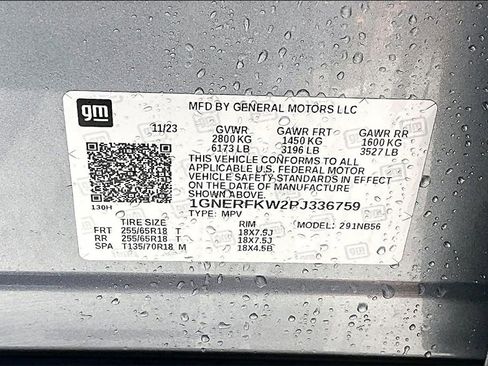 gm
MFD BY GENERAL MOTORS LLC
11/23 GVWR GAWR FRT GAWR RR
2800 KG 1450 KG 1600 KG
6173 LB 3196 LB 3527 LB
THIS VEHICLE CONFORMS TO ALL
APPLICABLE U.S. FEDERAL MOTOR
VEHICLE SAFETY STANDARDS IN EFFECT
ON THE DATE OF MANUFACTURE
SHOWN ABOVE.
1GNERFKW2PJ336759
130H TYPE: MPV MODEL: 291NB56
TIRE SIZE RIM
FRT 255/65R18 T 18X7.5J
RR 255/65R18 T 18X7.5J
SPA T135/70R18 M 18X4.5B